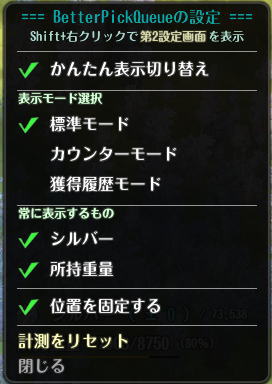 === BetterPickQueueの設定 ===
Shift+右クリックで第2設定画面を表示
かんたん表示切り替え
表示モード選択
標準モード
カウンターモード
獲得履歴モード
常に表示するもの
シルバー
所持重量
位置を固定する
/ 73,538
計測をリセット
/8750 (80%)
閉じる